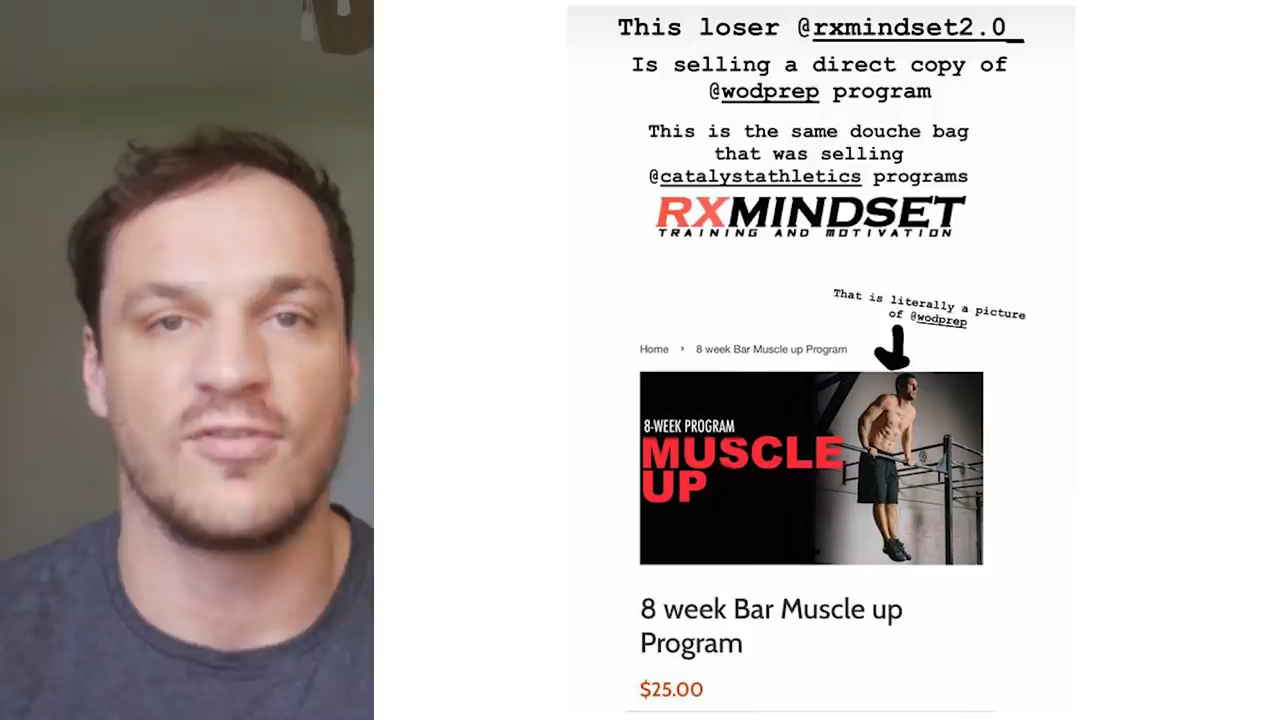 This loser @rxmindset2.0_
Is selling a direct copy of
@wodprep program
This is the same douche bag
that was selling
@catalystathletics programs
RXMINDSET
TRAINING AND MOTIVATION
That is literally a picture
of @wodprep
Home › 8 week Bar Muscle up Program
8-WEEK PROGRAM
MUSCLE
UP
8 week Bar Muscle up
Program
$25.00